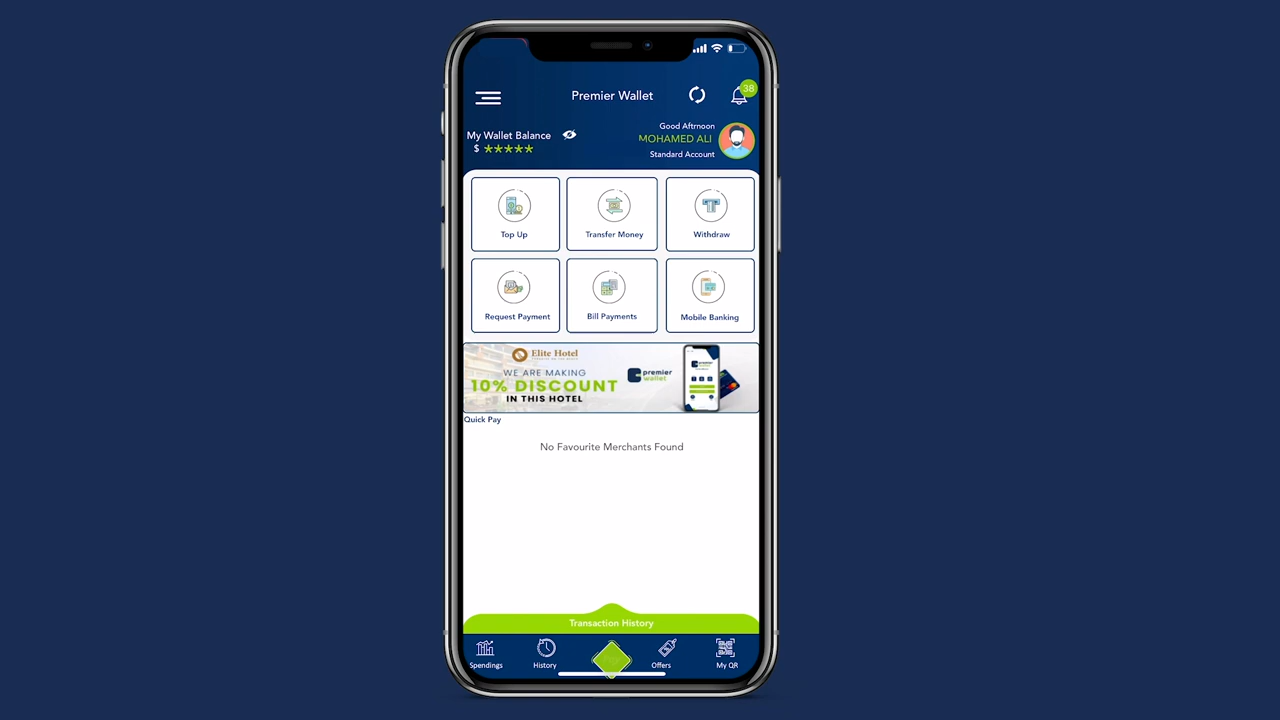 Premier Wallet
38
My Wallet Balance
$ *****
Good Aftrnoon
MOHAMED ALI
Standard Account
Top Up
Transfer Money
Withdraw
Request Payment
Bill Payments
Mobile Banking
Elite Hotel
WE ARE MAKING
10% DISCOUNT
IN THIS HOTEL
premier
wallet
Quick Pay
No Favourite Merchants Found
Transaction History
Spendings
History
Offers
My QR